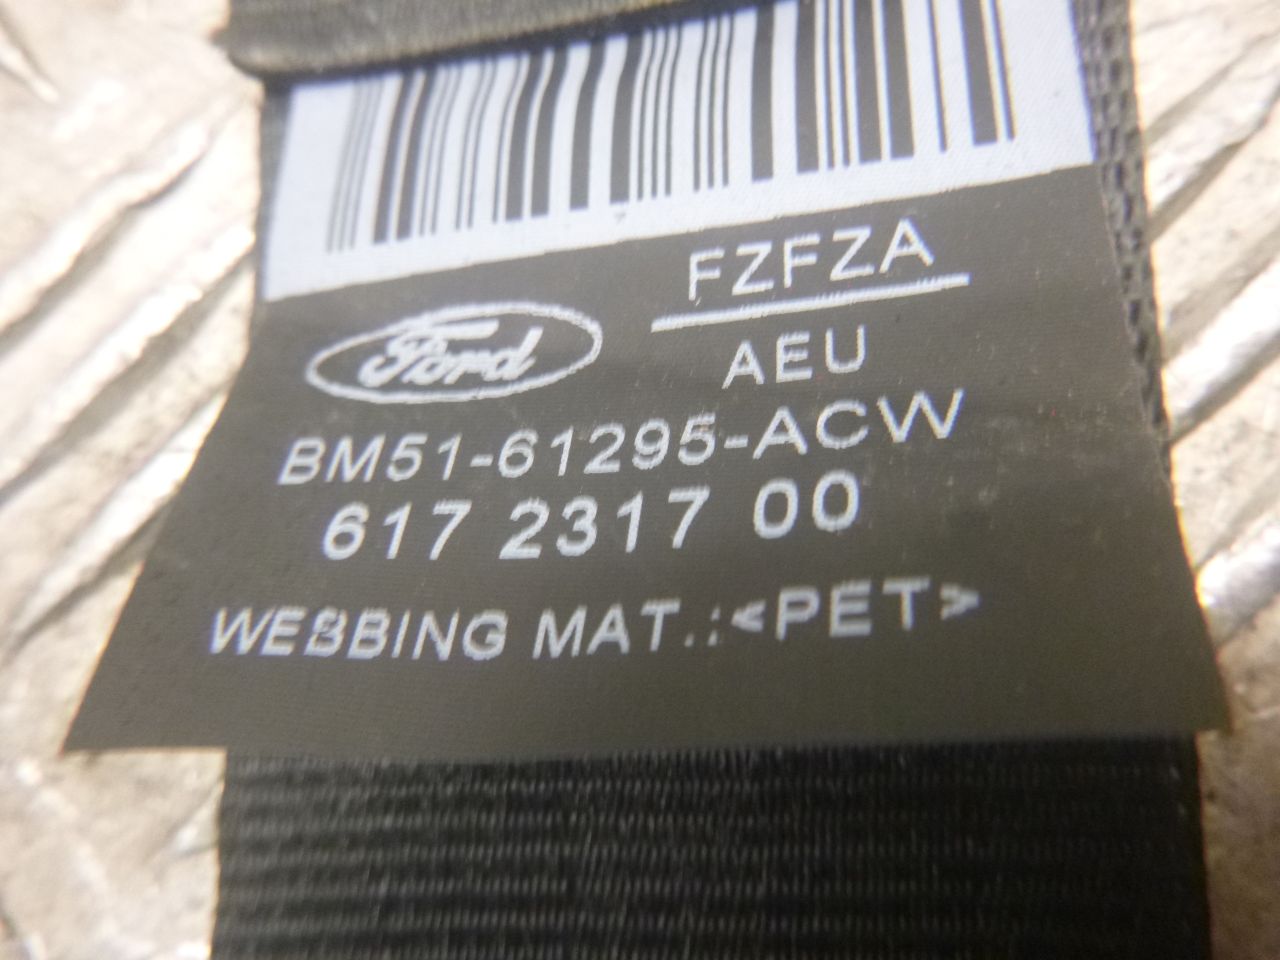 FZFZA
Ford
AEU
BM51-61295-ACW
617 2317 00
WEBBING MAT.:<PET>